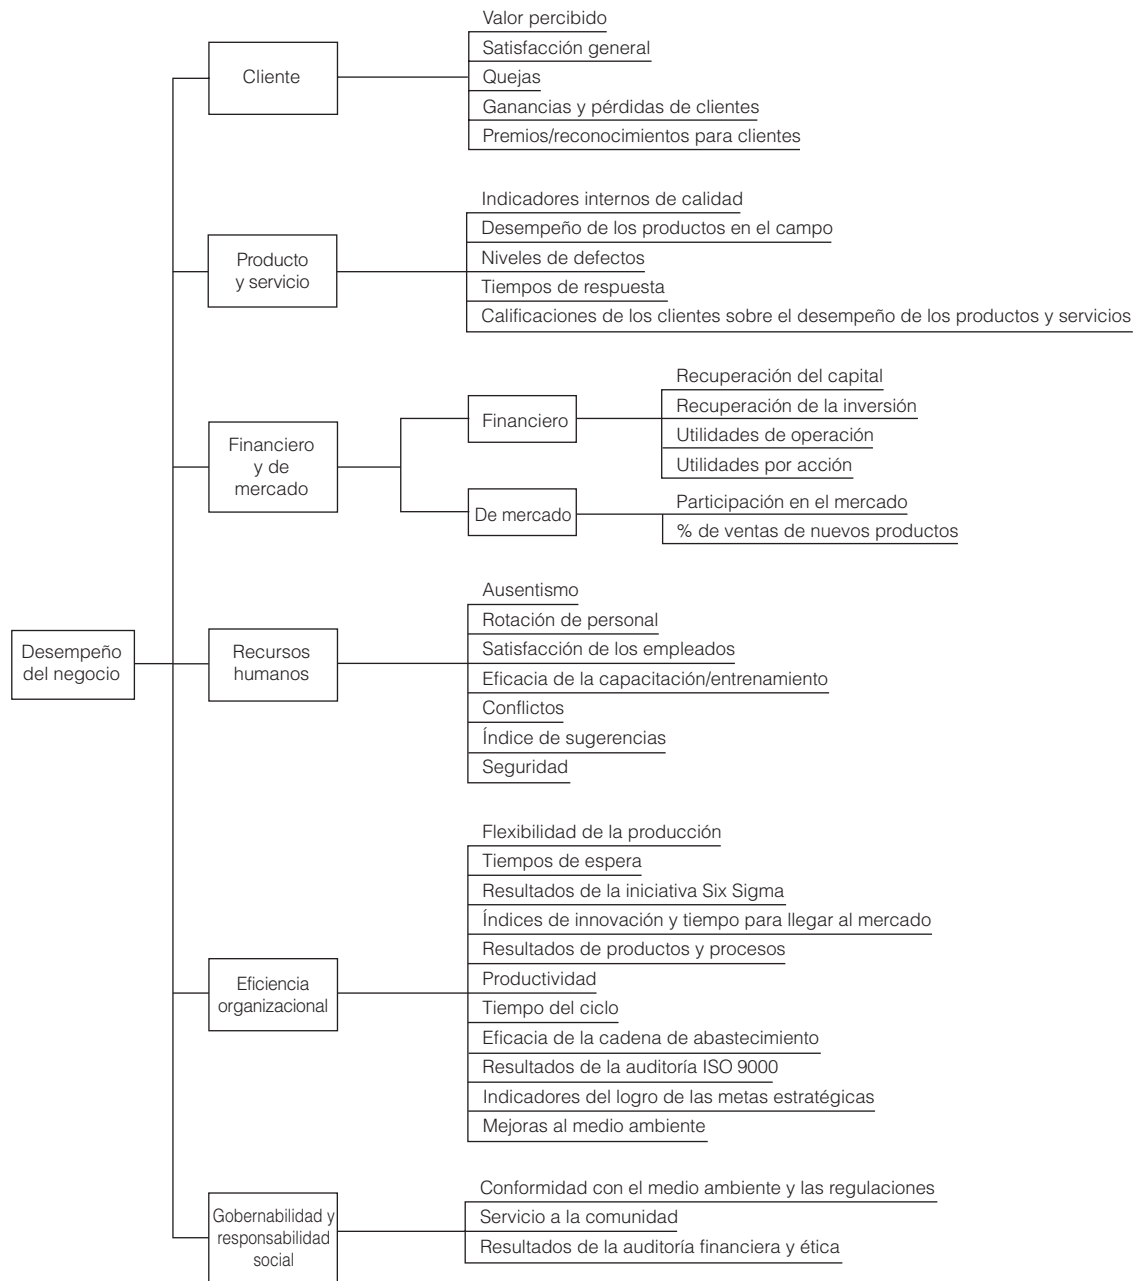 Valor percibido
Satisfacción general
Cliente
Quejas
Ganancias y pérdidas de clientes
Premios/reconocimientos para clientes
Indicadores internos de calidad
Desempeño de los productos en el campo
Producto
y servicio
Niveles de defectos
Tiempos de respuesta
Calificaciones de los clientes sobre el desempeño de los productos y servicios
Financiero
y de
mercado
Financiero
Recuperación del capital
Recuperación de la inversión
Utilidades de operación
Utilidades por acción
De mercado
Participación en el mercado
% de ventas de nuevos productos
Desempeño
del negocio
Recursos
humanos
Ausentismo
Rotación de personal
Satisfacción de los empleados
Eficacia de la capacitación/entrenamiento
Conflictos
Índice de sugerencias
Seguridad
Eficiencia
organizacional
Flexibilidad de la producción
Tiempos de espera
Resultados de la iniciativa Six Sigma
Índices de innovación y tiempo para llegar al mercado
Resultados de productos y procesos
Productividad
Tiempo del ciclo
Eficacia de la cadena de abastecimiento
Resultados de la auditoría ISO 9000
Indicadores del logro de las metas estratégicas
Mejoras al medio ambiente
Gobernabilidad y
responsabilidad
social
Conformidad con el medio ambiente y las regulaciones
Servicio a la comunidad
Resultados de la auditoría financiera y ética